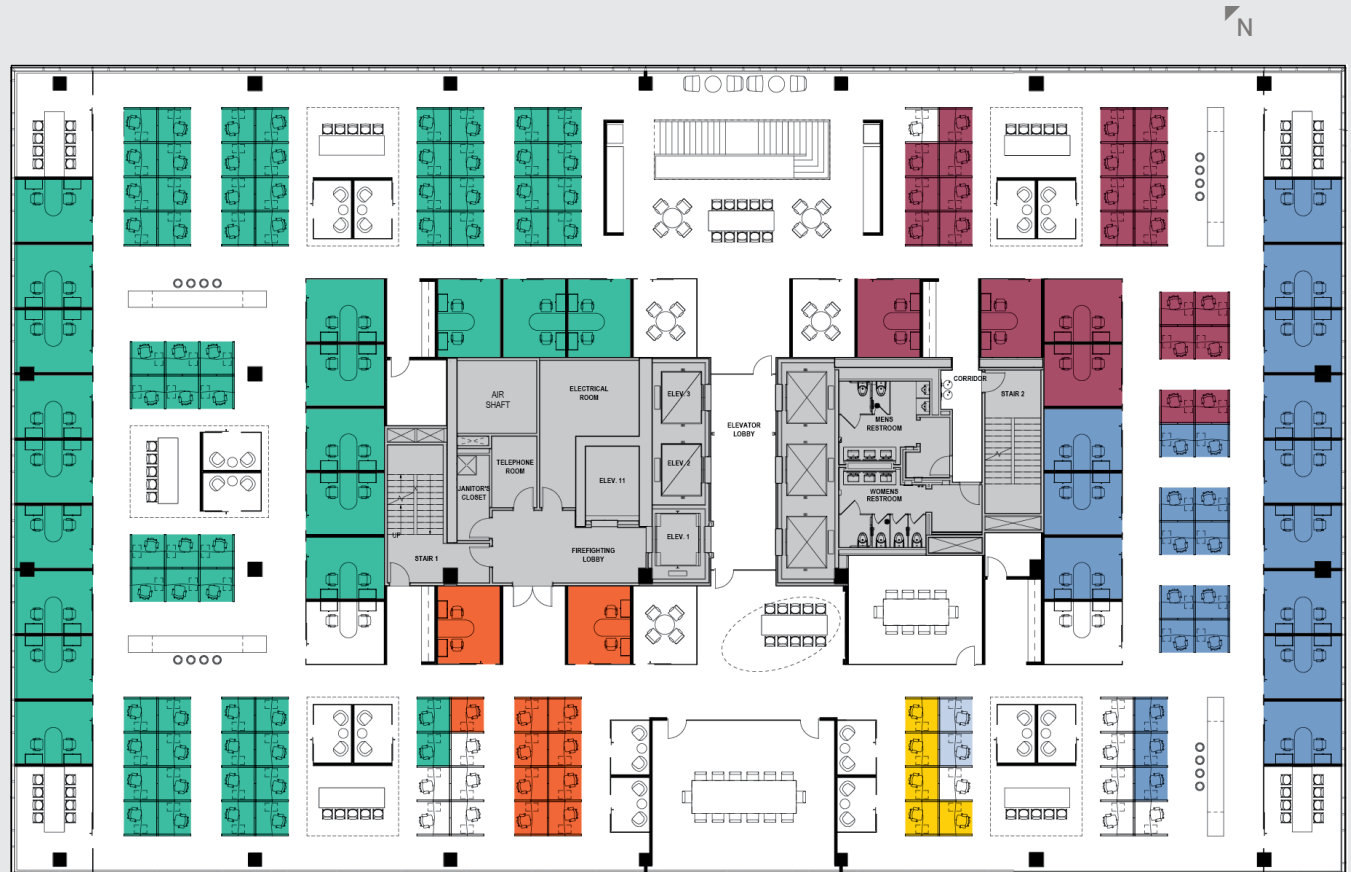 N
AIR
SHAFT
ELECTRICAL
ROOM
ELEV. 3
ELEVATOR
LOBBY
MENS
RESTROOM
CORRIDOR
STAIR 2
TELEPHONE
ROOM
ELEV. 2
ELEV. 11
JANITOR'S
CLOSET
WOMENS
RESTROOM
UP
STAIR 1
FIREFIGHTING
LOBBY
ELEV. 1